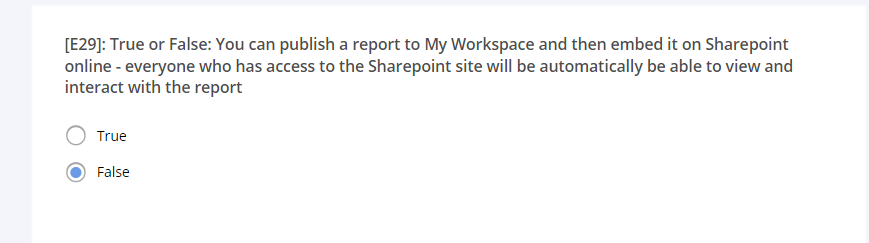 [E29]: True or False: You can publish a report to My Workspace and then embed it on Sharepoint
online - everyone who has access to the Sharepoint site will be automatically be able to view and
interact with the report
True
False